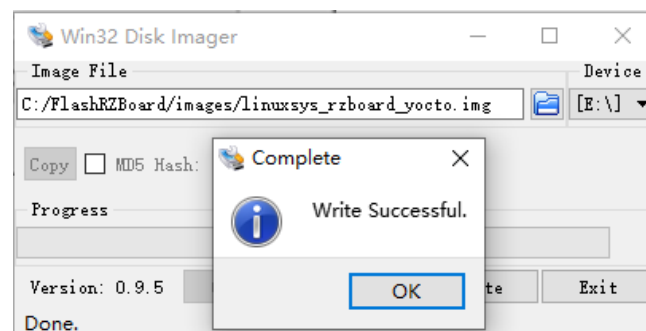 Win32 Disk Imager
Image File
Device
C:/FlashRZBoard/images/linuxsys_rzboard_yocto.img
[E:\]
Copy
MD5 Hash:
Complete
Write Successful.
OK
Progress
Version: 0.9.5
Exit
Done.